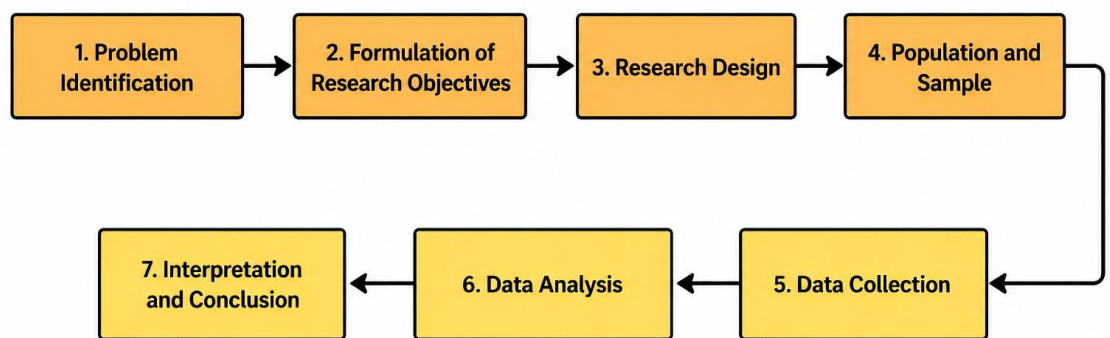 1. Problem
Identification
2. Formulation of
Research Objectives
3. Research Design
4. Population and
Sample
5. Data Collection
6. Data Analysis
7. Interpretation
and Conclusion